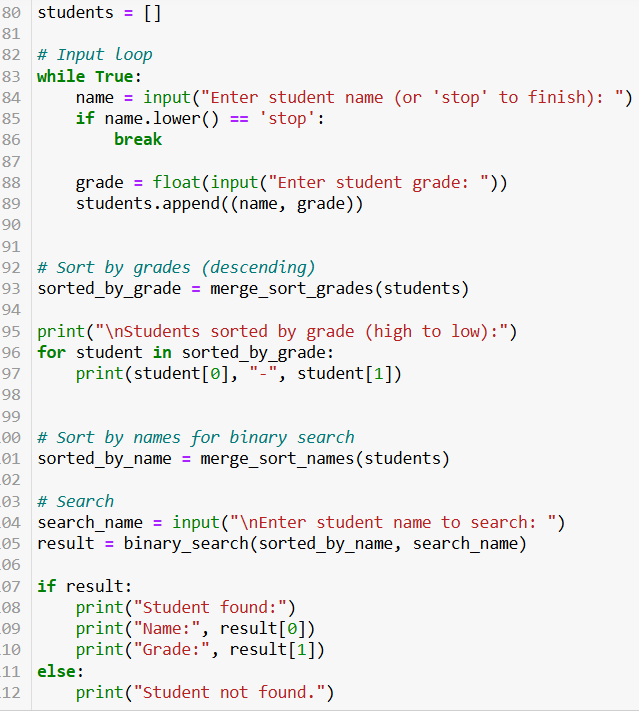 80 students = []
81
82 # Input loop
83 while True:
84     name = input("Enter student name (or 'stop' to finish): ")
85     if name.lower() == 'stop':
86         break
87
88     grade = float(input("Enter student grade: "))
89     students.append((name, grade))
90
91
92 # Sort by grades (descending)
93 sorted_by_grade = merge_sort_grades(students)
94
95 print("\nStudents sorted by grade (high to low):")
96 for student in sorted_by_grade:
97     print(student[0], "-", student[1])
98
99
00 # Sort by names for binary search
01 sorted_by_name = merge_sort_names(students)
02
03 # Search
04 search_name = input("\nEnter student name to search: ")
05 result = binary_search(sorted_by_name, search_name)
06
07 if result:
08     print("Student found:")
09     print("Name:", result[0])
10     print("Grade:", result[1])
11 else:
12     print("Student not found.")